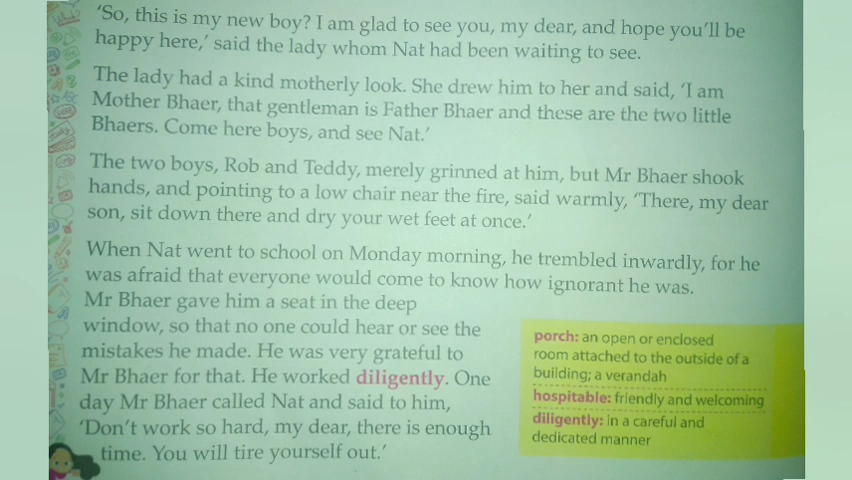 'So, this is my new boy? I am glad to see you, my dear, and hope you'll be
happy here,' said the lady whom Nat had been waiting to see.
The lady had a kind motherly look. She drew him to her and said, 'I am
Mother Bhaer, that gentleman is Father Bhaer and these are the two little
Bhaers. Come here boys, and see Nat.'
The two boys, Rob and Teddy, merely grinned at him, but Mr Bhaer shook
hands, and pointing to a low chair near the fire, said warmly, 'There, my dear
son, sit down there and dry your wet feet at once.'
When Nat went to school on Monday morning, he trembled inwardly, for he
was afraid that everyone would come to know how ignorant he was.
Mr Bhaer gave him a seat in the deep
window, so that no one could hear or see the
mistakes he made. He was very grateful to
Mr Bhaer for that. He worked diligently. One
day Mr Bhaer called Nat and said to him,
'Don't work so hard, my dear, there is enough
time. You will tire yourself out.'
porch: an open or enclosed
room attached to the outside of a
building; a verandah
hospitable: friendly and welcoming
diligently: in a careful and
dedicated manner